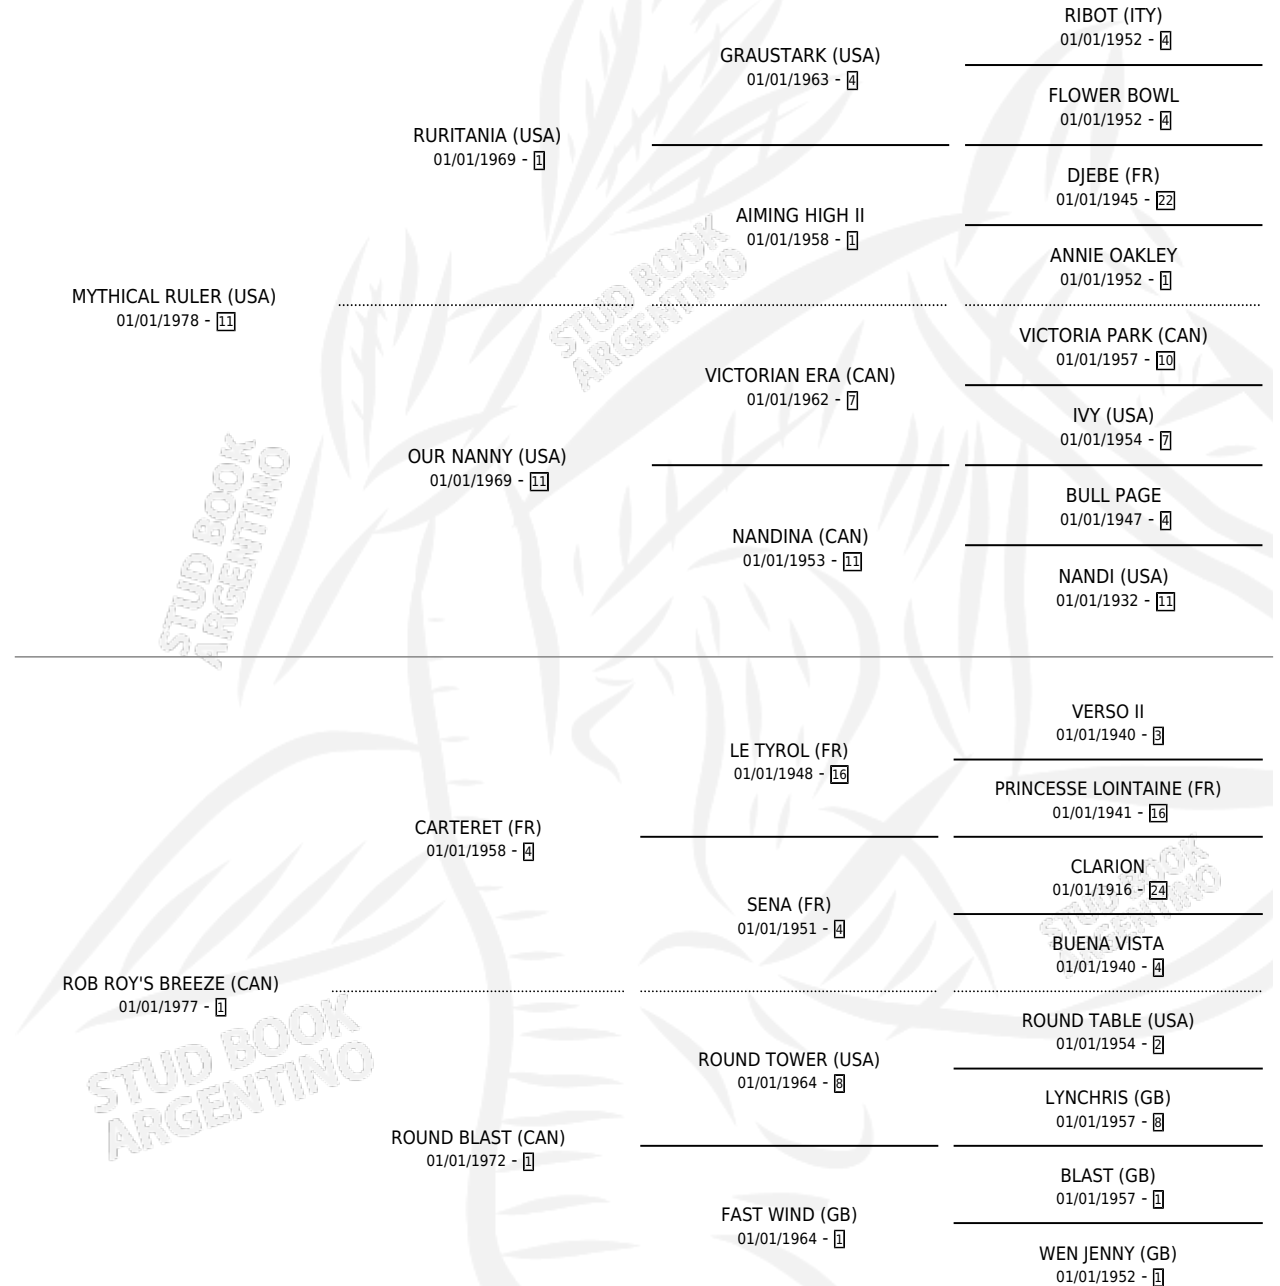 RIBOT (ITY)
01/01/1952 - 4
GRAUSTARK (USA)
01/01/1963 - 4
FLOWER BOWL
01/01/1952 - 4
RURITANIA (USA)
01/01/1969 - 1
DJEBE (FR)
01/01/1945 - 22
AIMING HIGH II
01/01/1958 - 1
ANNIE OAKLEY
01/01/1952 - 1
MYTHICAL RULER (USA)
01/01/1978 - 11
VICTORIA PARK (CAN)
01/01/1957 - 10
VICTORIAN ERA (CAN)
01/01/1962 - 7
IVY (USA)
01/01/1954 - 7
OUR NANNY (USA)
01/01/1969 - 11
BULL PAGE
01/01/1947 - 4
NANDINA (CAN)
01/01/1953 - 11
NANDI (USA)
01/01/1932 - 11
STUD BOOK
ARGENTINO
STUD BOOK
ARGENTINO
VERSO II
01/01/1940 - 3
LE TYROL (FR)
01/01/1948 - 16
PRINCESSE LOINTAINE (FR)
01/01/1941 - 16
CARTERET (FR)
01/01/1958 - 4
CLARION
01/01/1916 - 24
SENA (FR)
01/01/1951 - 4
BUENA VISTA
01/01/1940 - 4
STUD BOOK
ARGENTINO
ROB ROY'S BREEZE (CAN)
01/01/1977 - 1
ROUND TABLE (USA)
01/01/1954 - 2
ROUND TOWER (USA)
01/01/1964 - 8
LYNCHRIS (GB)
01/01/1957 - 8
STUD BOOK
ARGENTINO
ROUND BLAST (CAN)
01/01/1972 - 1
BLAST (GB)
01/01/1957 - 1
FAST WIND (GB)
01/01/1964 - 1
WEN JENNY (GB)
01/01/1952 - 1